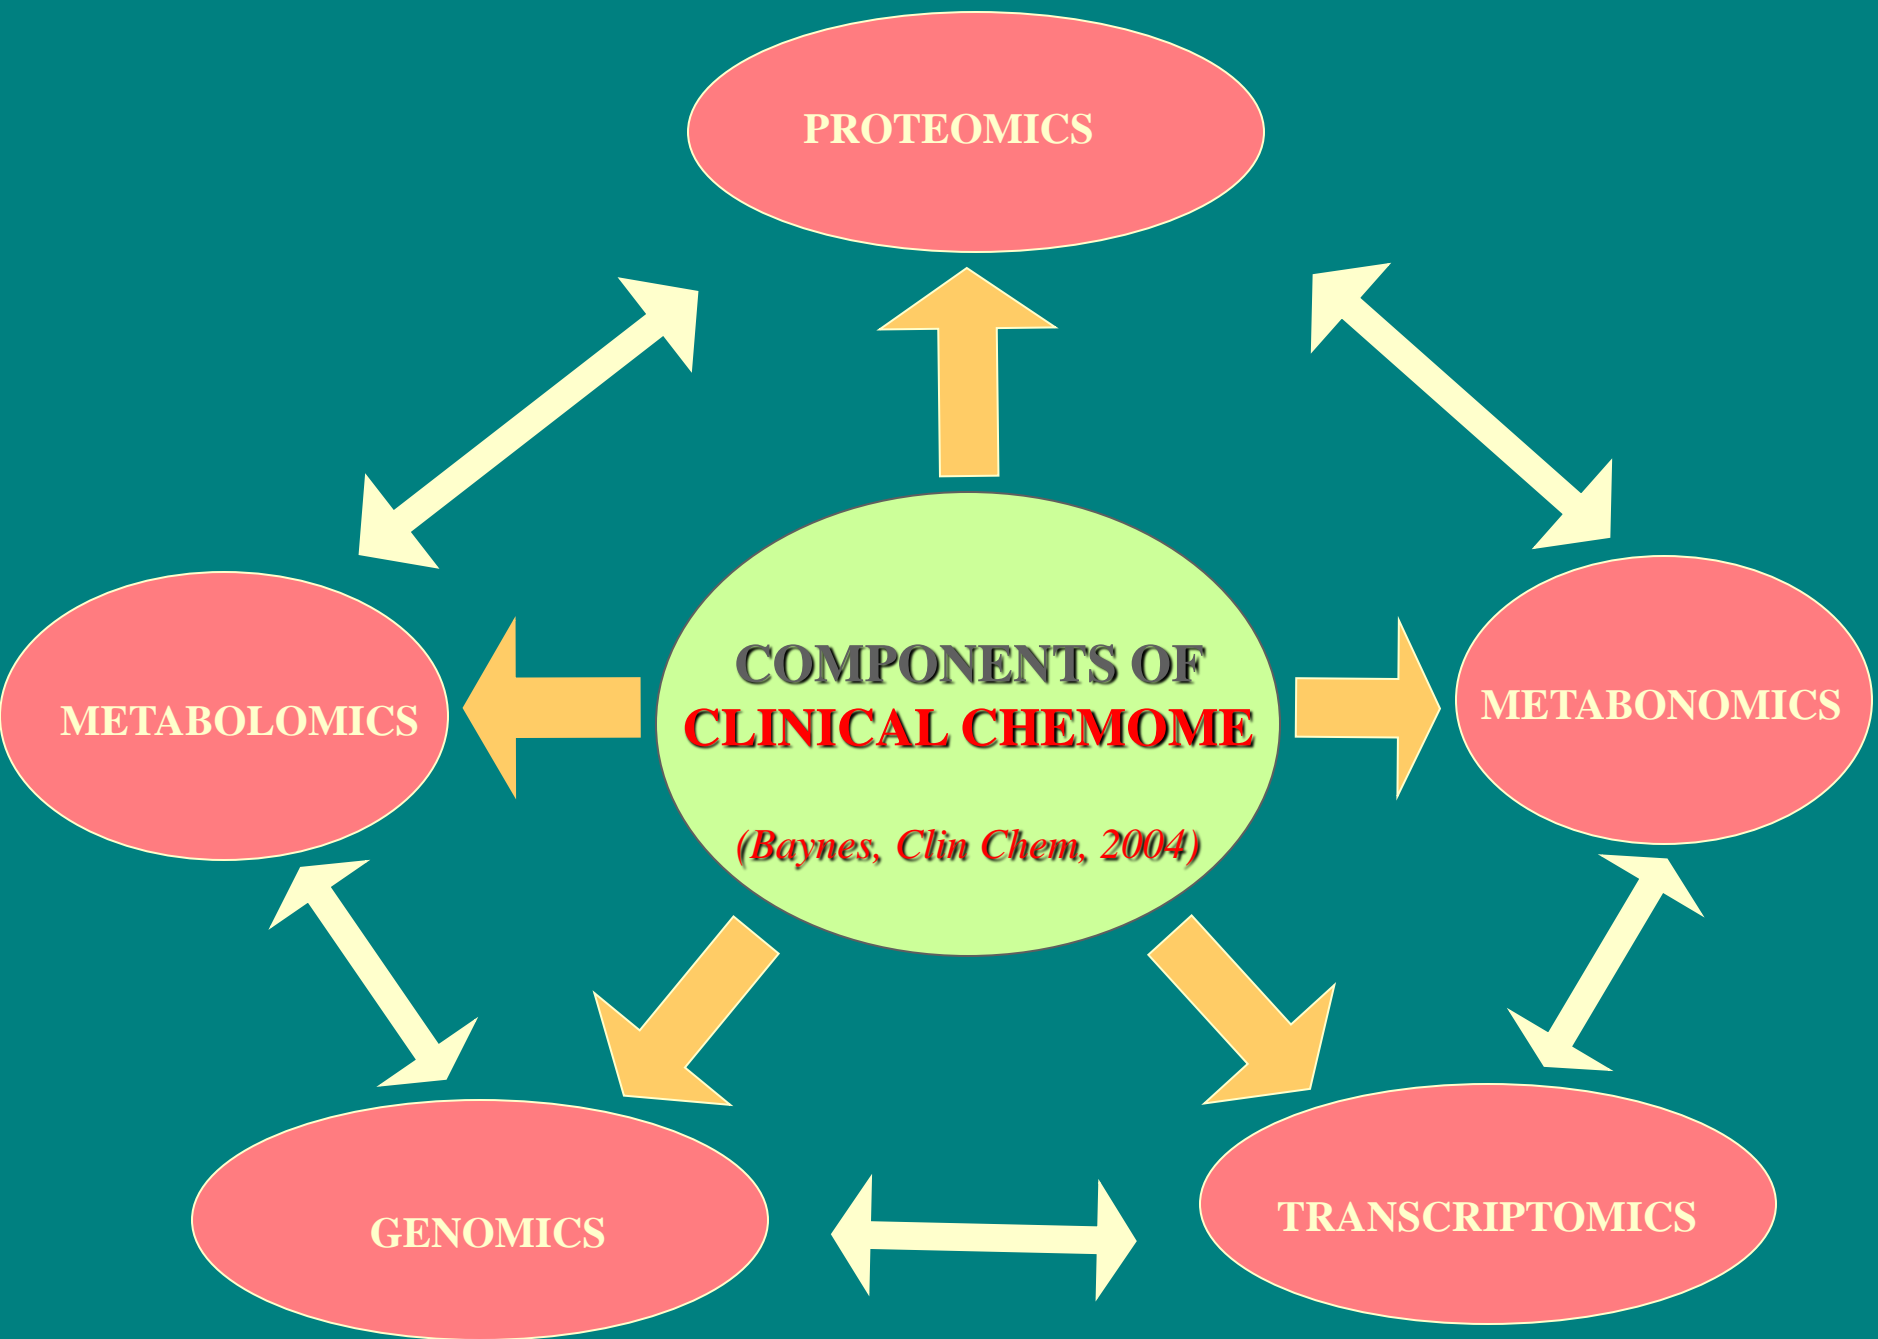 PROTEOMICS
COMPONENTS OF
CLINICAL CHEMOME
(Baynes, Clin Chem, 2004)
METABOLOMICS
METABONOMICS
GENOMICS
TRANSCRIPTOMICS